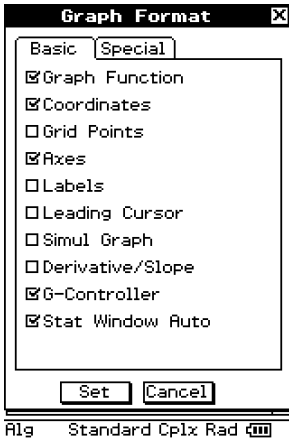 Graph Format
Basic Special
Graph Function
Coordinates
Grid Points
Axes
Labels
Leading Cursor
Simul Graph
Derivative/Slope
G-Controller
Stat Window Auto
Set Cancel
Alg Standard Cplx Rad